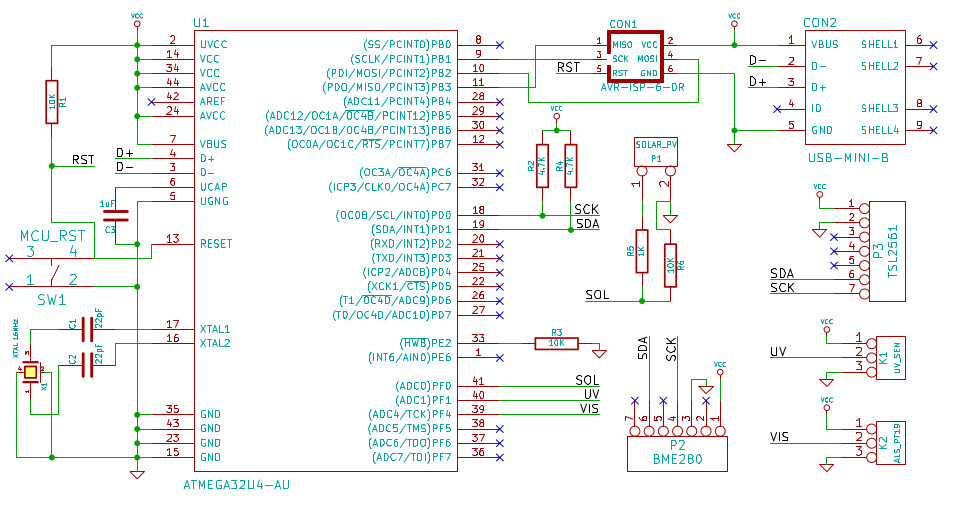 VCC
U1
2 UVCC
14 VCC
34 VCC
44 AVCC
42 AREF
24 AVCC
7 VBUS
D+ 4 D+
D- 3 D-
6 UCAP
5 UGND
13 RESET
17 XTAL1
16 XTAL2
35 GND
43 GND
23 GND
15 GND
ATMEGA32U4-AU
(SS/PCINT0)PB0 8
(SCLK/PCINT1)PB1 9
(PDI/MOSI/PCINT2)PB2 10
(PDO/MISO/PCINT3)PB3 11
(ADC11/PCINT4)PB4 28
(ADC12/OC1A/OC4B/PCINT12)PB5 29
(ADC13/OC1B/OC4B/PCINT13)PB6 30
(OC0A/OC1C/RTS/PCINT7)PB7 12
(OC3A/OC4A)PC6 31
(ICP3/CLK0/OC4A)PC7 32
(OC0B/SCL/INT0)PD0 18 SCK
(SDA/INT1)PD1 19 SDA
(RXD/INT2)PD2 20
(TXD/INT3)PD3 21
(ICP2/ADC8)PD4 25
(XCK1/CTS)PD5 22
(T1/OC4D/ADC9)PD6 26
(T0/OC4D/ADC10)PD7 27
(HWB)PE2 33
(INT6/AIN0)PE6 1
(ADC0)PF0 41 SOL
(ADC1)PF1 40 UV
(ADC4/TCK)PF4 39 VIS
(ADC5/TMS)PF5 38
(ADC6/TDO)PF6 37
(ADC7/TDI)PF7 36
10K
R1
RST
1uF
C3
MCU_RST
3 4
1 2
SW1
C1
22pF
C2
22pF
XTAL 16MHz
X1
3
4 2
1
CON1
1 MISO VCC 2
3 SCK MOSI 4
RST 5 RST GND 6
AVR-ISP-6-DR
VCC
R2
4.7K
R4
4.7K
SOLAR_PV
P1
1 2
R5
1K
10K
R6
SOL
R3
10K
SDA
SCK
VCC
7 6 5 4 3 2 1
P2
BME280
VCC
CON2
1 VBUS
D- 2 D-
D+ 3 D+
4 ID
5 GND
SHELL1 6
SHELL2 7
SHELL3 8
SHELL4 9
USB-MINI-B
VCC
1
2
3
4
5
SDA 6
SCK 7
P3
TSL2561
VCC
1
UV 2
3
K1
UV_SEN
VCC
1
VIS 2
3
K2